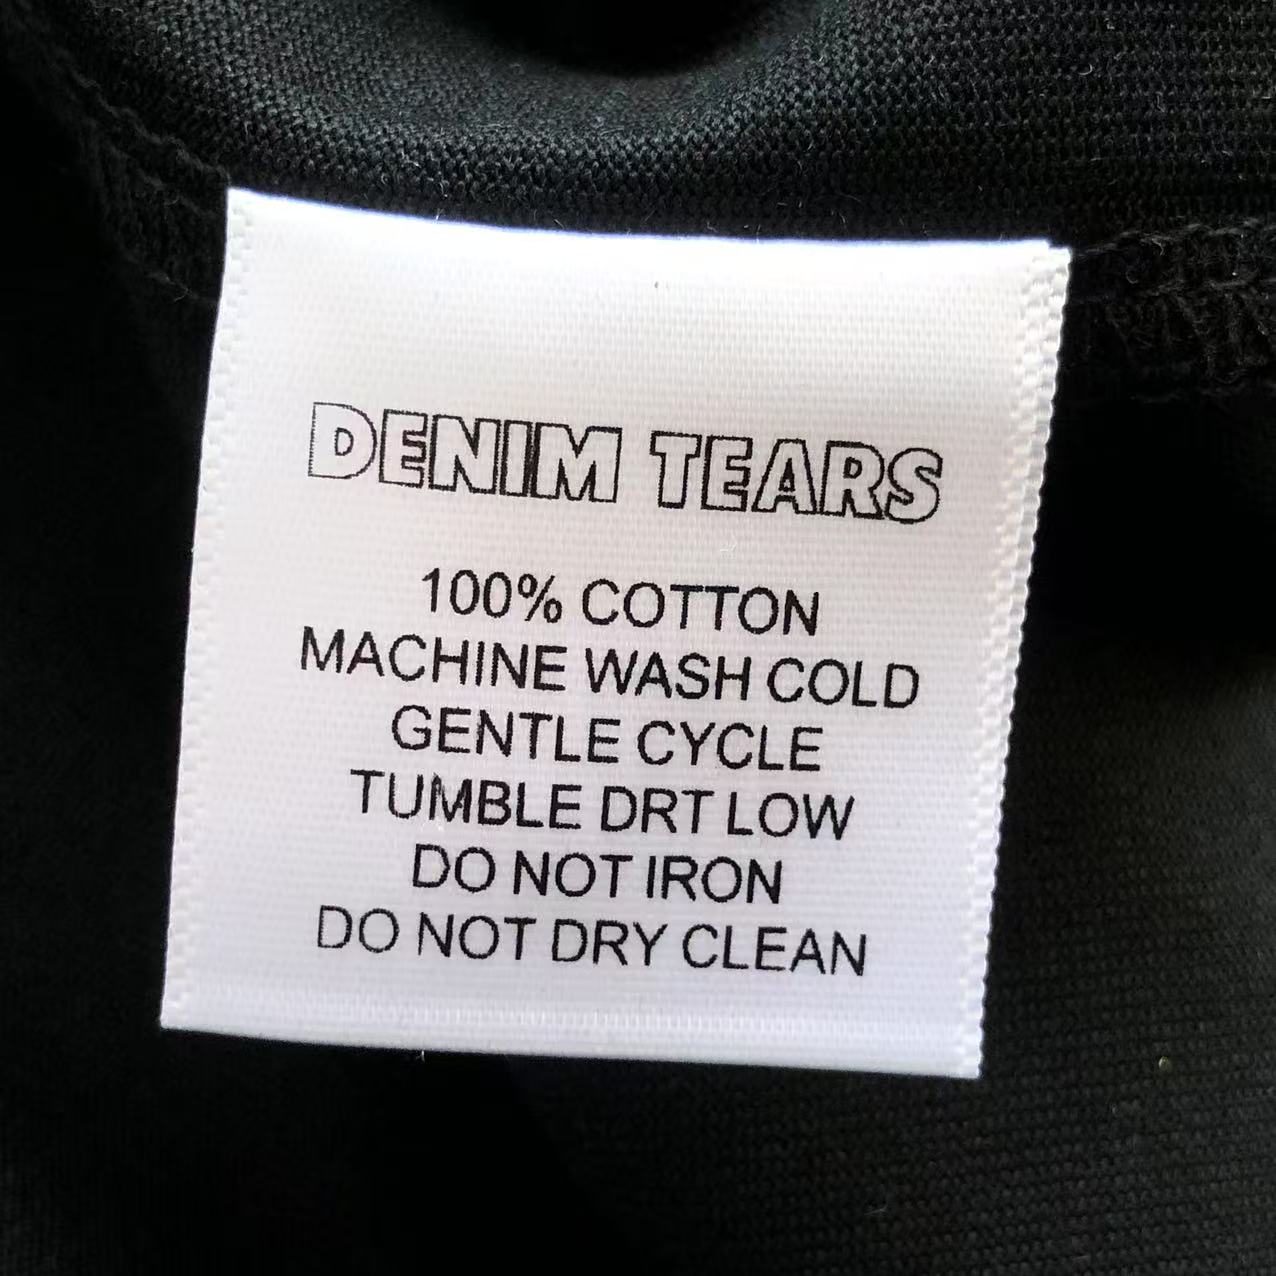 DENIM TEARS
100% COTTON
MACHINE WASH COLD
GENTLE CYCLE
TUMBLE DRT LOW
DO NOT IRON
DO NOT DRY CLEAN